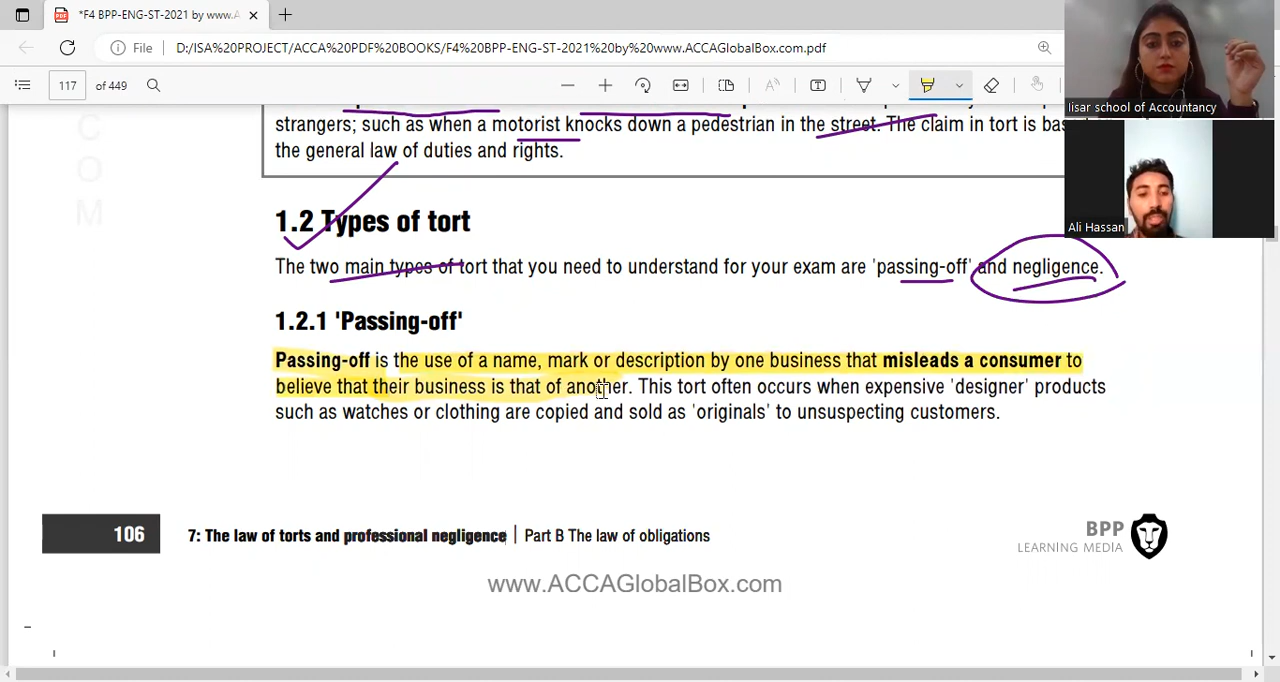 *F4 BPP-ENG-ST-2021 by www.A
File
D:/ISA%20PROJECT/ACCA%20PDF%20BOOKS/F4%20BPP-ENG-ST-2021%20by%20www.ACCAGlobalBox.com.pdf
117 of 449
Iisar school of Accountancy
Ali Hassan
C
O
M
strangers; such as when a motorist knocks down a pedestrian in the street. The claim in tort is
the general law of duties and rights.
1.2 Types of tort
The two main types of tort that you need to understand for your exam are 'passing-off' and negligence.
1.2.1 'Passing-off'
Passing-off is the use of a name, mark or description by one business that misleads a consumer to
believe that their business is that of another. This tort often occurs when expensive 'designer' products
such as watches or clothing are copied and sold as 'originals' to unsuspecting customers.
106 7: The law of torts and professional negligence | Part B The law of obligations
BPP
LEARNING MEDIA
www.ACCAGlobalBox.com